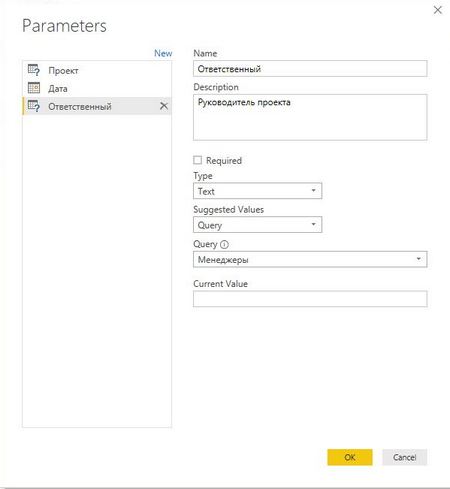 Parameters
New
Проект
Дата
Ответственный
Name
Ответственный
Description
Руководитель проекта
Required
Type
Text
Suggested Values
Query
Query
Менеджеры
Current Value
OK
Cancel